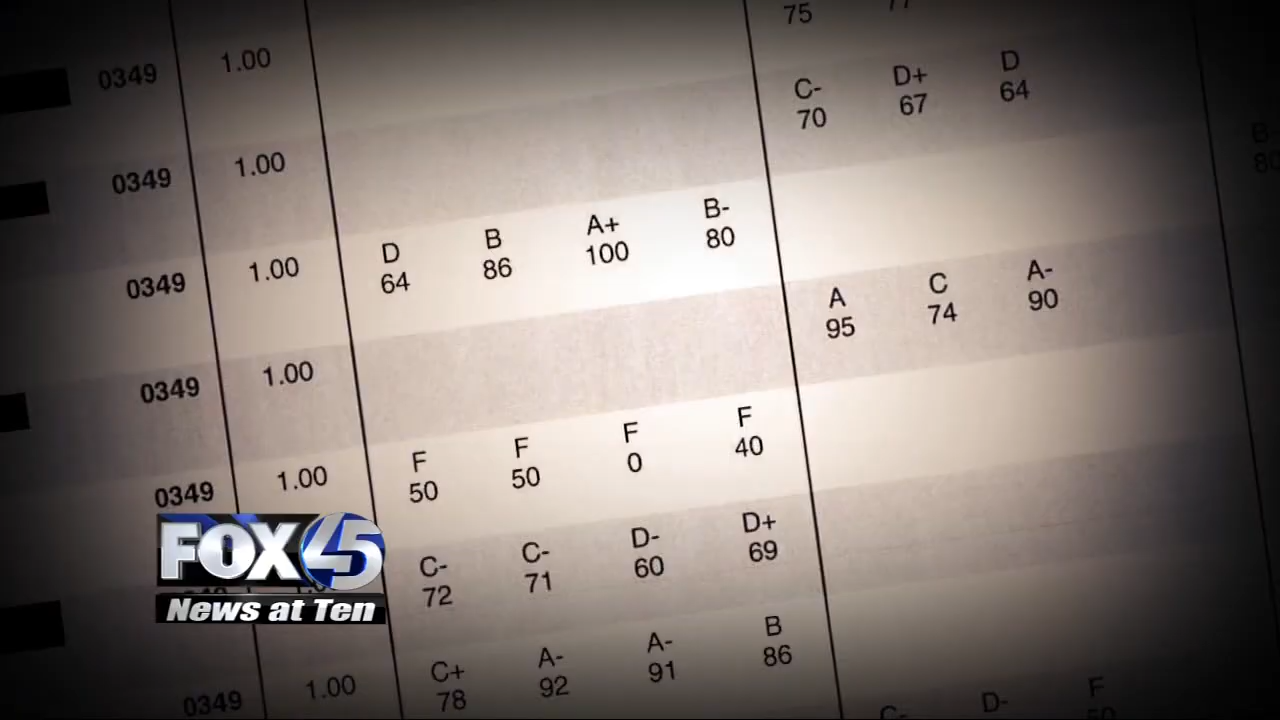 75 77
0349 1.00
C- D+ D
70 67 64
0349 1.00
D B A+ B-
64 86 100 80
0349 1.00
A C A-
95 74 90
0349 1.00
F F F F
50 50 0 40
0349 1.00
C- C- D- D+
72 71 60 69
C+ A- A- B
78 92 91 86
0349 1.00
C- D- F
FOX 45
News at Ten